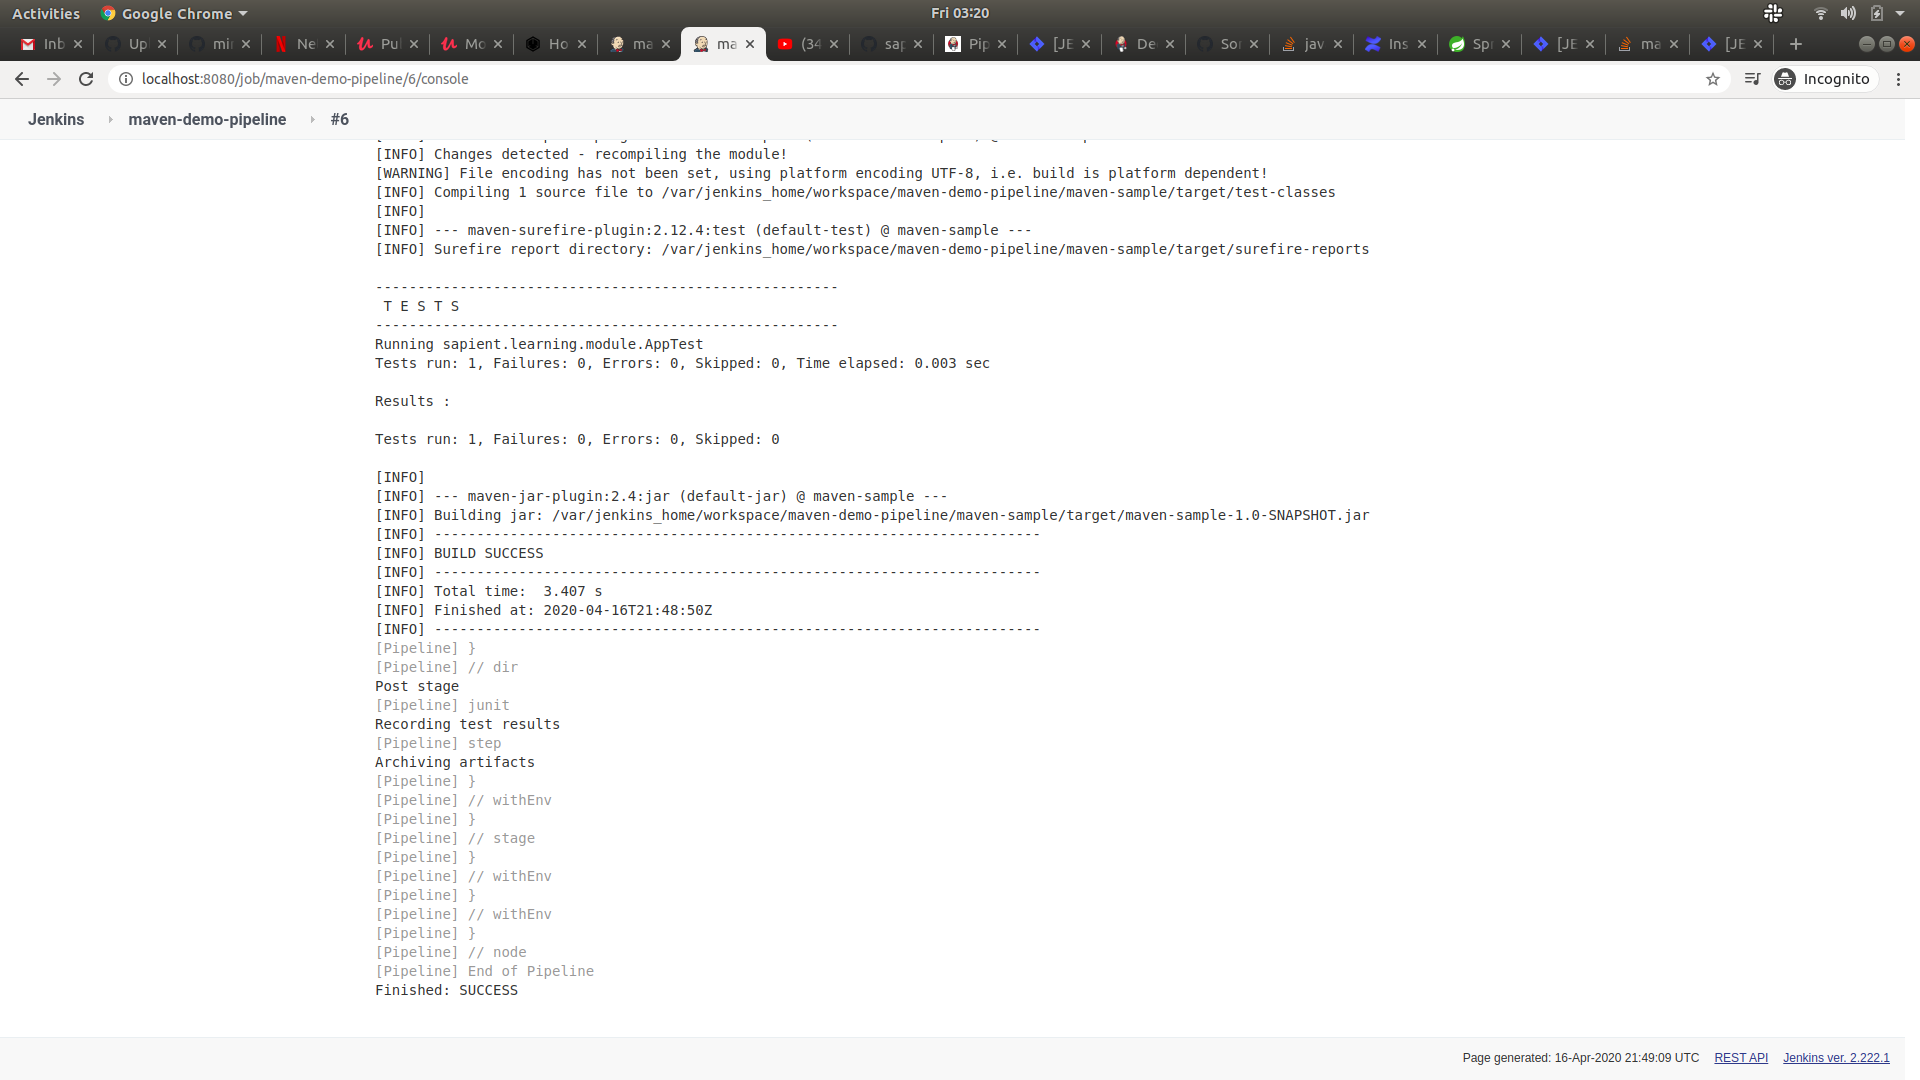 Activities Google Chrome Fri 03:20
Inb Up mir Ne Pul Mo Ho ma ma (34 sap Pip [JE De Sor jav Ins Spr [JE ma [JE
localhost:8080/job/maven-demo-pipeline/6/console Incognito
Jenkins maven-demo-pipeline #6
[INFO] Changes detected - recompiling the module!
[WARNING] File encoding has not been set, using platform encoding UTF-8, i.e. build is platform dependent!
[INFO] Compiling 1 source file to /var/jenkins_home/workspace/maven-demo-pipeline/maven-sample/target/test-classes
[INFO]
[INFO] --- maven-surefire-plugin:2.12.4:test (default-test) @ maven-sample ---
[INFO] Surefire report directory: /var/jenkins_home/workspace/maven-demo-pipeline/maven-sample/target/surefire-reports
-------------------------------------------------------
T E S T S
-------------------------------------------------------
Running sapient.learning.module.AppTest
Tests run: 1, Failures: 0, Errors: 0, Skipped: 0, Time elapsed: 0.003 sec
Results :
Tests run: 1, Failures: 0, Errors: 0, Skipped: 0
[INFO]
[INFO] --- maven-jar-plugin:2.4:jar (default-jar) @ maven-sample ---
[INFO] Building jar: /var/jenkins_home/workspace/maven-demo-pipeline/maven-sample/target/maven-sample-1.0-SNAPSHOT.jar
[INFO] ------------------------------------------------------------------------
[INFO] BUILD SUCCESS
[INFO] ------------------------------------------------------------------------
[INFO] Total time:  3.407 s
[INFO] Finished at: 2020-04-16T21:48:50Z
[INFO] ------------------------------------------------------------------------
[Pipeline] }
[Pipeline] // dir
Post stage
[Pipeline] junit
Recording test results
[Pipeline] step
Archiving artifacts
[Pipeline] }
[Pipeline] // withEnv
[Pipeline] }
[Pipeline] // stage
[Pipeline] }
[Pipeline] // withEnv
[Pipeline] }
[Pipeline] // withEnv
[Pipeline] }
[Pipeline] // node
[Pipeline] End of Pipeline
Finished: SUCCESS
Page generated: 16-Apr-2020 21:49:09 UTC REST API Jenkins ver. 2.222.1